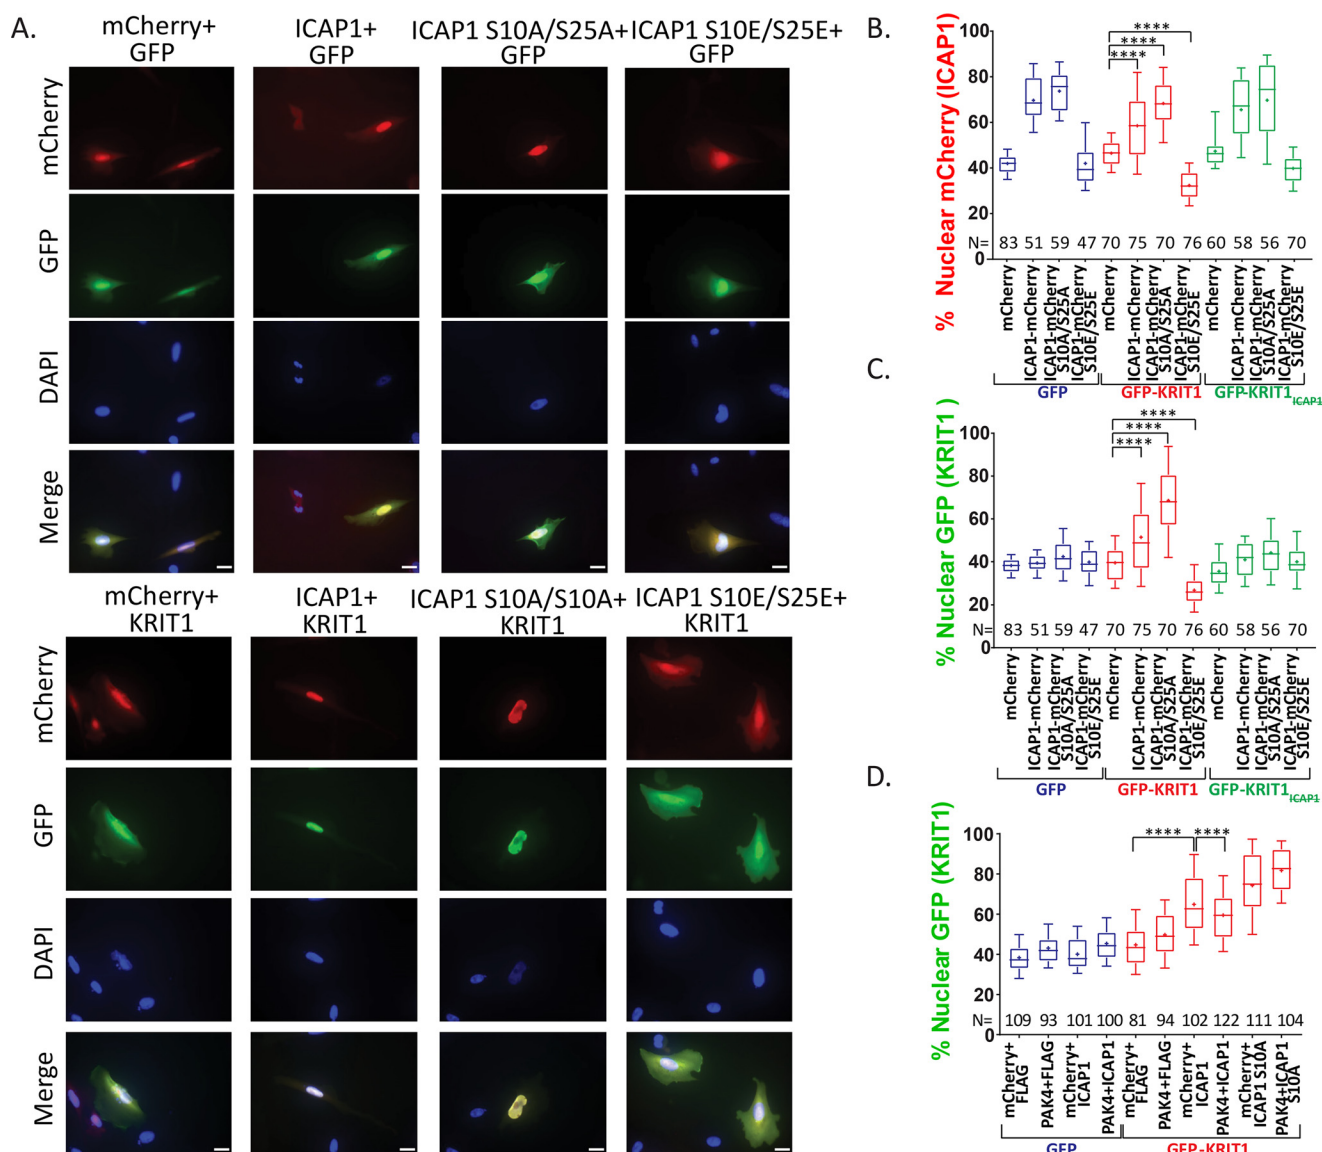 A.
mCherry+
GFP
ICAP1+
GFP
ICAP1 S10A/S25A+
GFP
ICAP1 S10E/S25E+
GFP
mCherry
GFP
DAPI
Merge
mCherry+
KRIT1
ICAP1+
KRIT1
ICAP1 S10A/S10A+
KRIT1
ICAP1 S10E/S25E+
KRIT1
mCherry
GFP
DAPI
Merge
B.
% Nuclear mCherry (ICAP1)
100
80
60
40
20
0
**** 
****
****
N= 83 51 59 47 70 75 70 76 60 58 56 70
mCherry
ICAP1-mCherry
ICAP1-mCherry
S10A/S25A
ICAP1-mCherry
S10E/S25E
mCherry
ICAP1-mCherry
ICAP1-mCherry
S10A/S25A
ICAP1-mCherry
S10E/S25E
mCherry
ICAP1-mCherry
ICAP1-mCherry
S10A/S25A
ICAP1-mCherry
S10E/S25E
GFP
GFP-KRIT1
GFP-KRIT1ICAP1
C.
% Nuclear GFP (KRIT1)
100
80
60
40
20
0
****
****
****
N= 83 51 59 47 70 75 70 76 60 58 56 70
mCherry
ICAP1-mCherry
ICAP1-mCherry
S10A/S25A
ICAP1-mCherry
S10E/S25E
mCherry
ICAP1-mCherry
ICAP1-mCherry
S10A/S25A
ICAP1-mCherry
S10E/S25E
mCherry
ICAP1-mCherry
ICAP1-mCherry
S10A/S25A
ICAP1-mCherry
S10E/S25E
GFP
GFP-KRIT1
GFP-KRIT1ICAP1
D.
% Nuclear GFP (KRIT1)
100
80
60
40
20
0
**** ****
N= 109 93 101 100 81 94 102 122 111 104
mCherry+
FLAG
PAK4+FLAG
mCherry+
ICAP1
PAK4+ICAP1
mCherry+
FLAG
PAK4+FLAG
mCherry+
ICAP1
PAK4+ICAP1
mCherry+
ICAP1 S10A
PAK4+ICAP1
S10A
GFP
GFP-KRIT1